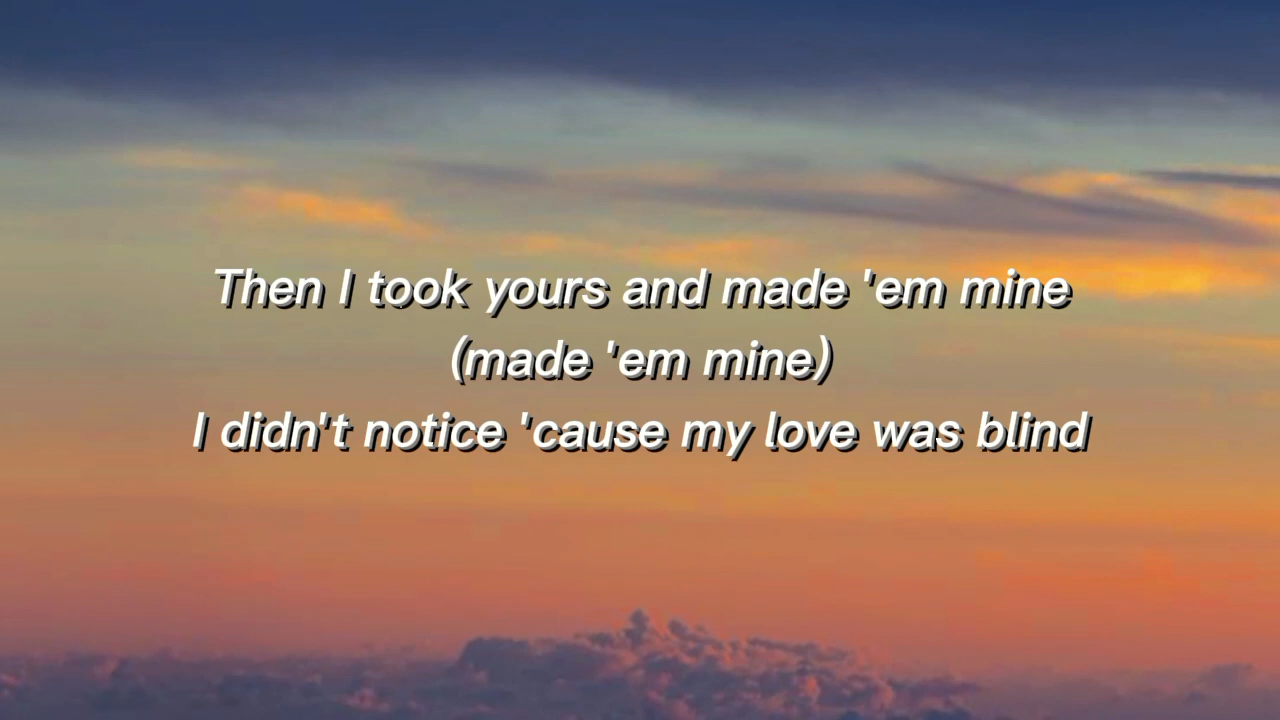 Then I took yours and made 'em mine
(made 'em mine)
I didn't notice 'cause my love was blind